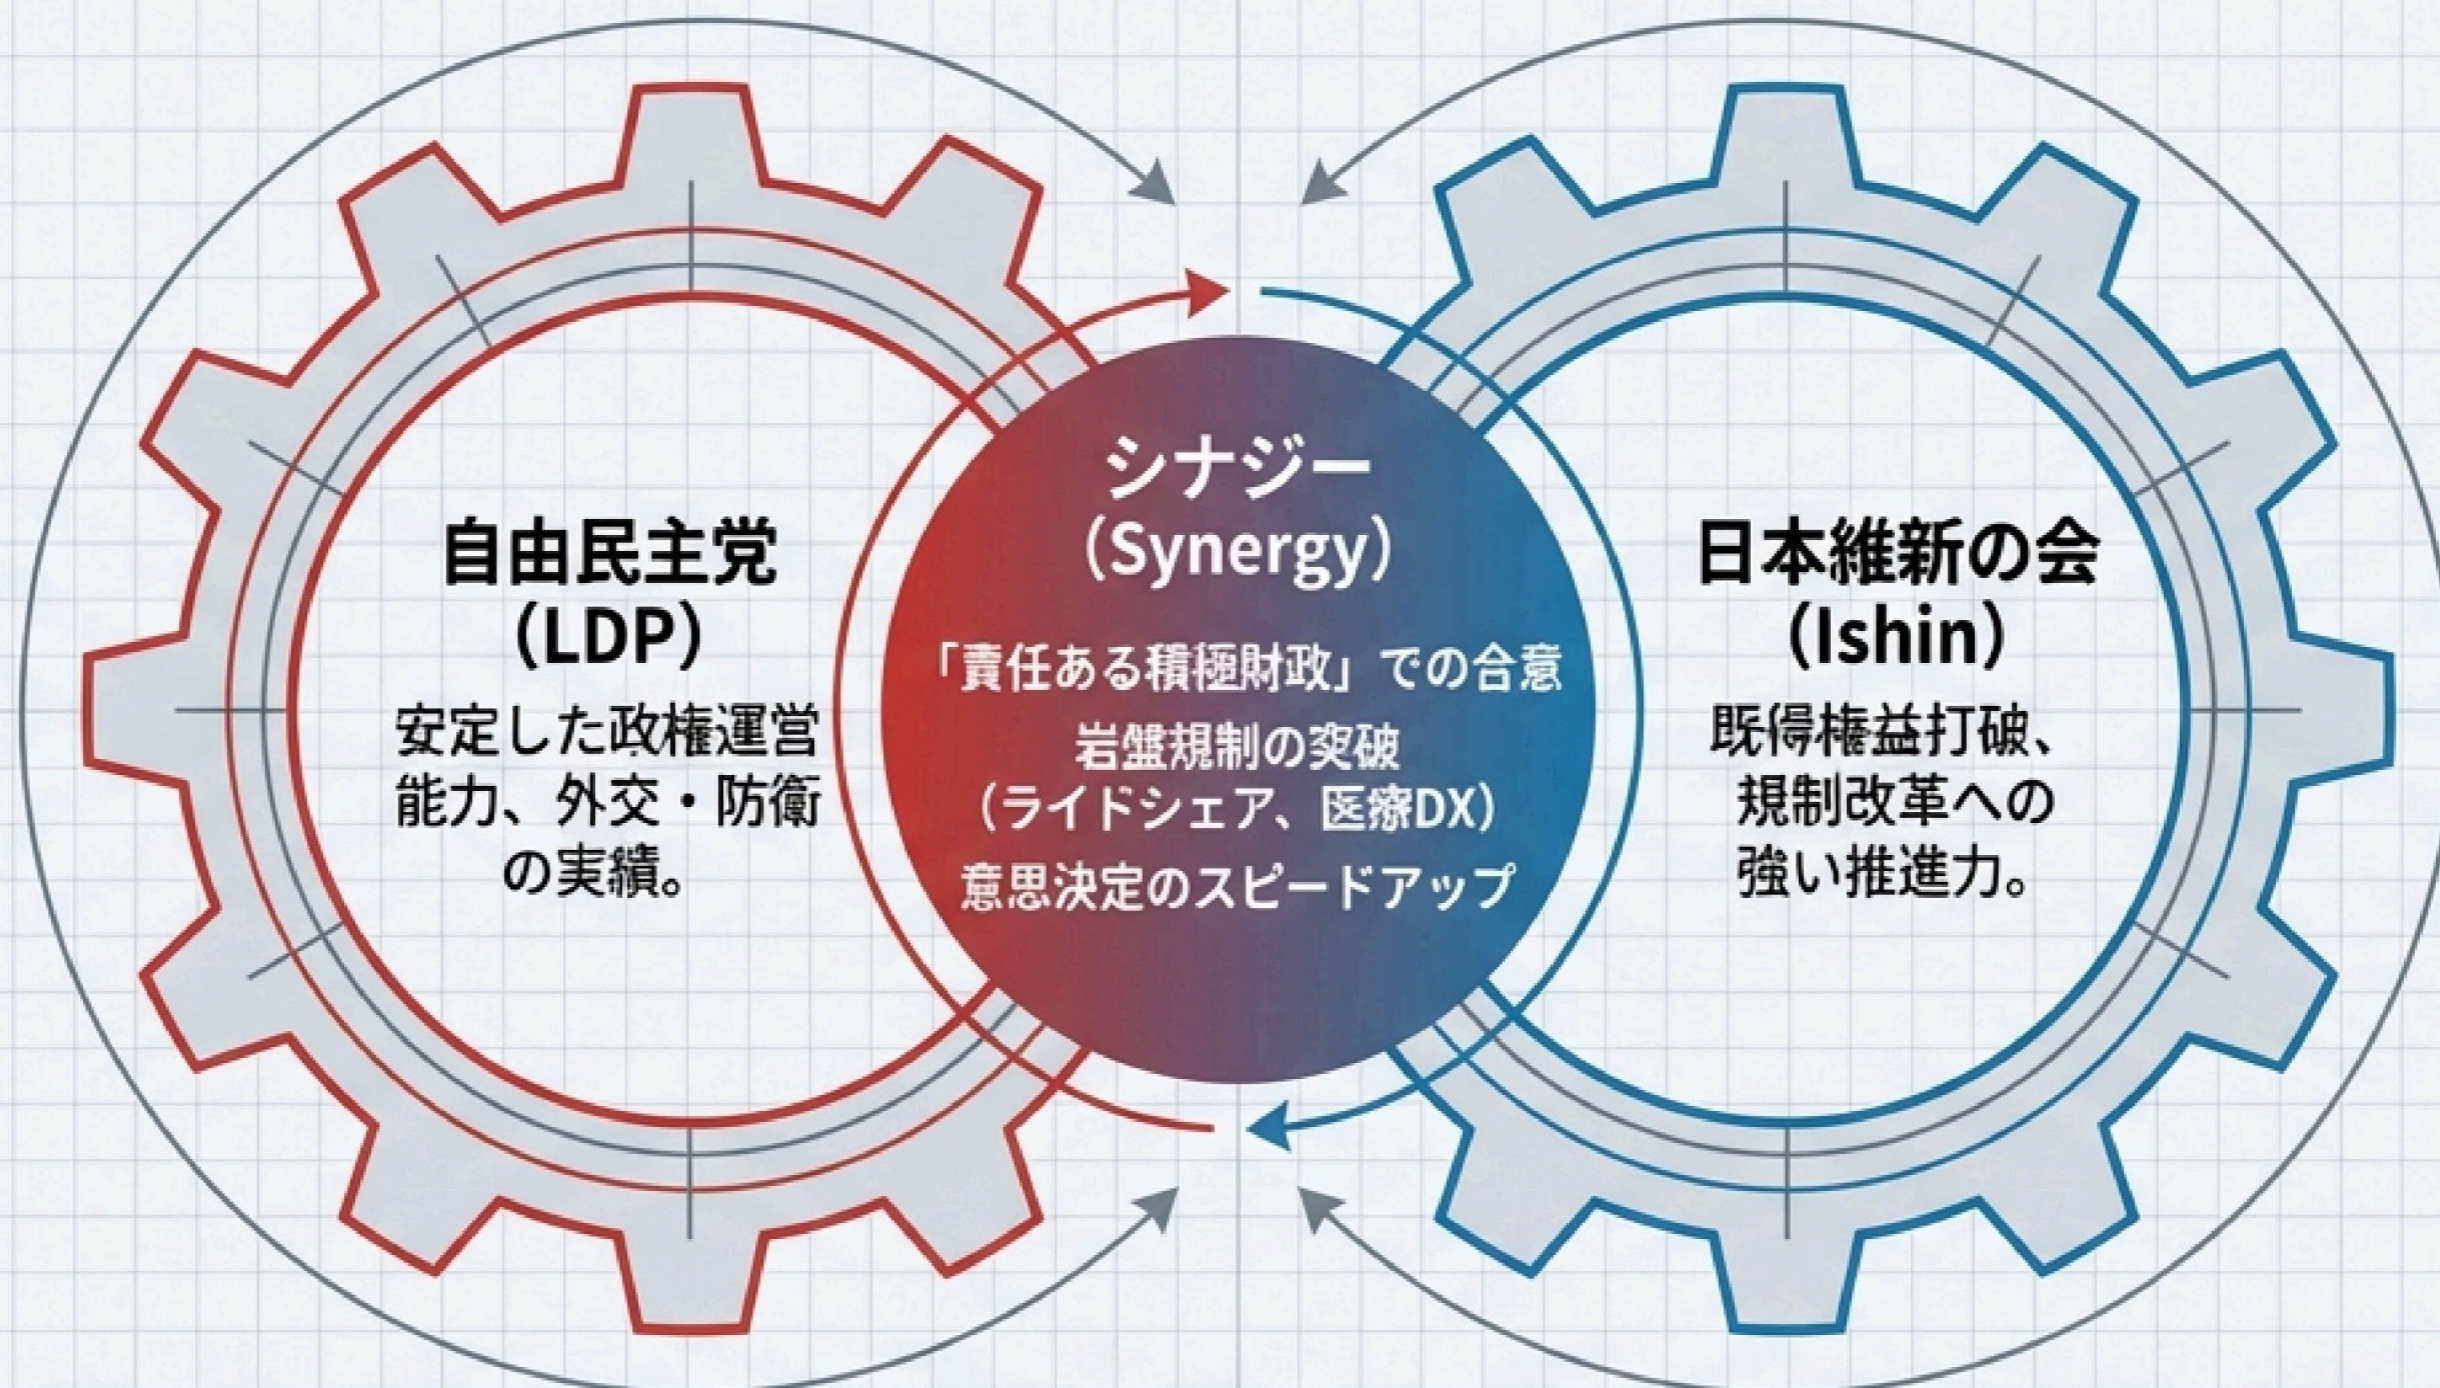 自由民主党
(LDP)
安定した政権運営
能力、外交・防衛
の実績。
シナジー
(Synergy)
「責任ある積極財政」での合意
岩盤規制の突破
(ライドシェア、医療DX)
意思決定のスピードアップ
日本維新の会
(Ishin)
既得権益打破、
規制改革への
強い推進力。